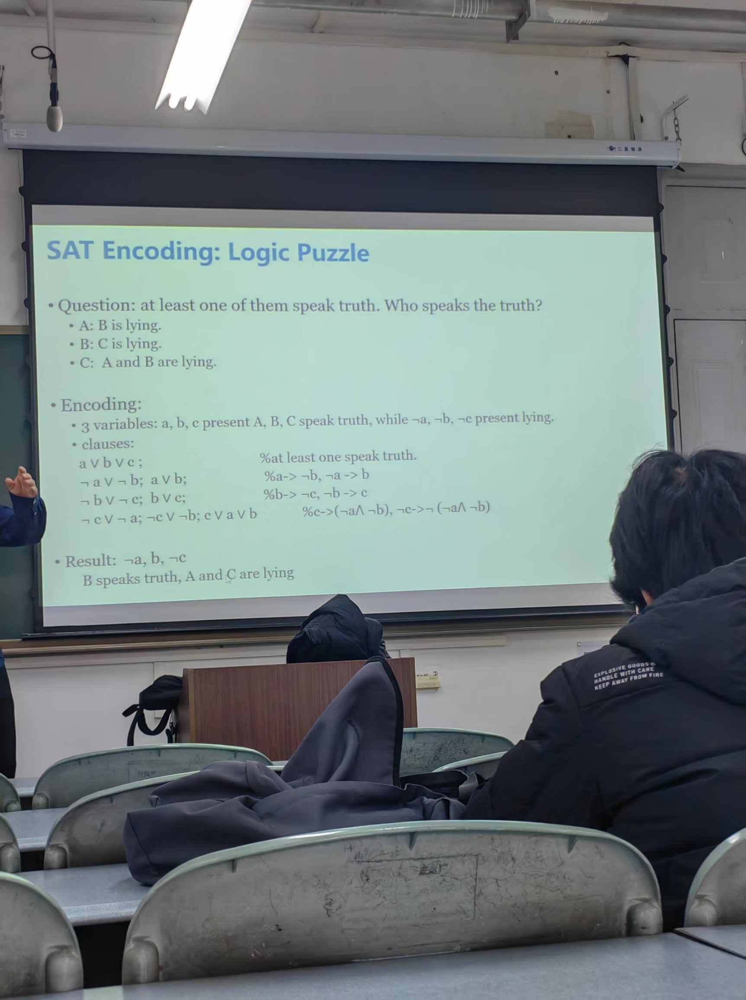 SAT Encoding: Logic Puzzle
• Question: at least one of them speak truth. Who speaks the truth?
• A: B is lying.
• B: C is lying.
• C: A and B are lying.
• Encoding:
• 3 variables: a, b, c present A, B, C speak truth, while ¬a, ¬b, ¬c present lying.
• clauses:
a ∨ b ∨ c ; %at least one speak truth.
¬ a ∨ ¬ b; a ∨ b; %a-> ¬b, ¬a -> b
¬ b ∨ ¬ c; b ∨ c; %b-> ¬c, ¬b -> c
¬ c ∨ ¬ a; ¬c ∨ ¬b; c ∨ a ∨ b %c->(¬a∧ ¬b), ¬c->¬ (¬a∧ ¬b)
• Result: ¬a, b, ¬c
B speaks truth, A and C are lying
EXPLOSIVE GOODS
HANDLE WITH CARE
KEEP AWAY FROM FIRE